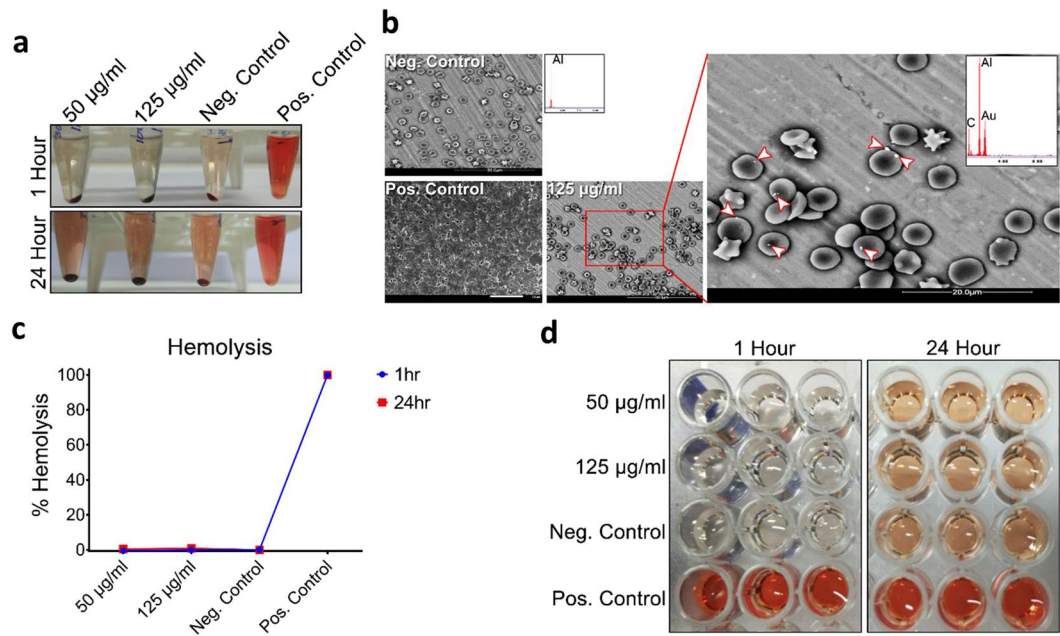 a
50 µg/ml
125 µg/ml
Neg. Control
Pos. Control
1 Hour
24 Hour
b
Neg. Control
Al
Pos. Control
125 µg/ml
Al
C
Au
20.0µm
c
Hemolysis
% Hemolysis
100
80
60
40
20
0
50 µg/ml
125 µg/ml
Neg. Control
Pos. Control
1hr
24hr
d
1 Hour
24 Hour
50 µg/ml
125 µg/ml
Neg. Control
Pos. Control